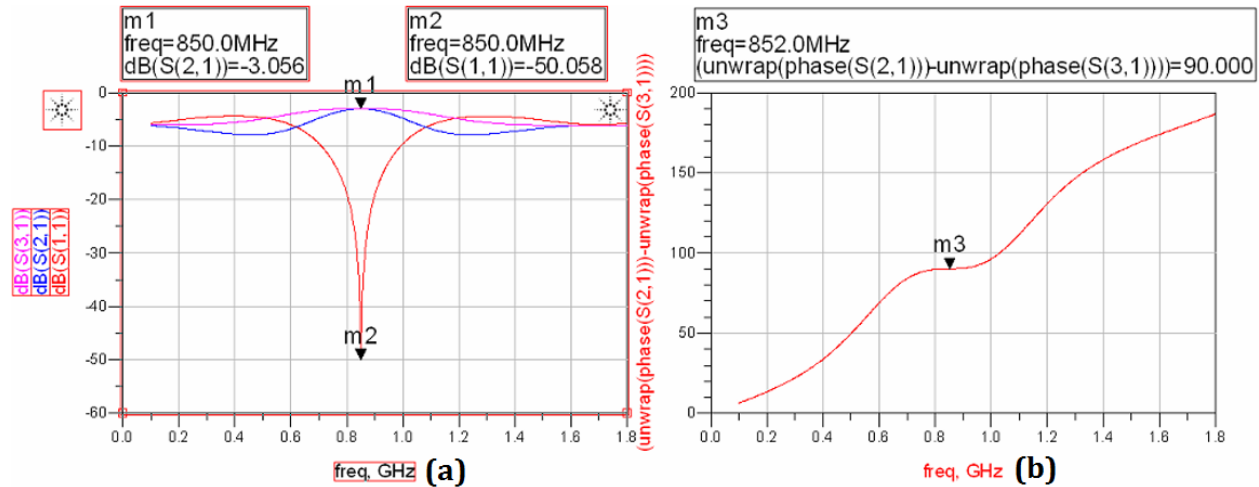 m1
freq=850.0MHz
dB(S(2,1))=-3.056
m2
freq=850.0MHz
dB(S(1,1))=-50.058
m1
m2
0
-10
-20
-30
-40
-50
-60
0.0 0.2 0.4 0.6 0.8 1.0 1.2 1.4 1.6 1.8
dB(S(3,1))
dB(S(2,1))
dB(S(1,1))
freq, GHz
(a)
m3
freq=852.0MHz
(unwrap(phase(S(2,1)))-unwrap(phase(S(3,1))))=90.000
m3
200
150
100
50
0
0.0 0.2 0.4 0.6 0.8 1.0 1.2 1.4 1.6 1.8
(unwrap(phase(S(2,1)))-unwrap(phase(S(3,1))))
freq, GHz
(b)